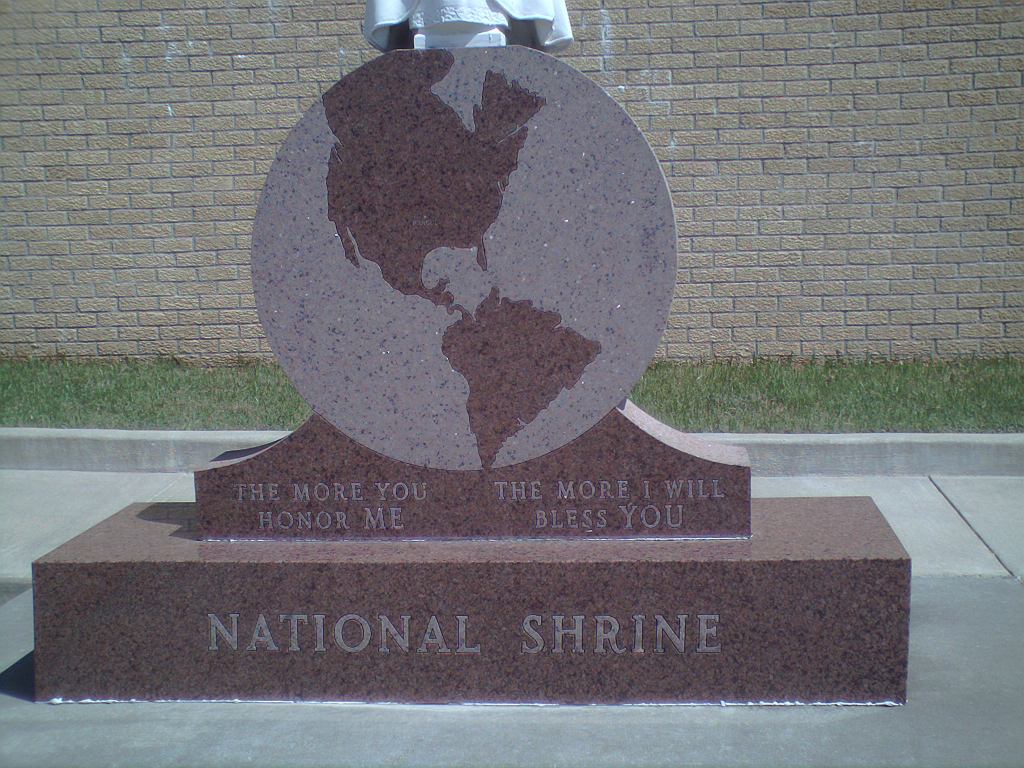 THE MORE YOU
HONOR ME
THE MORE I WILL
BLESS YOU
NATIONAL SHRINE